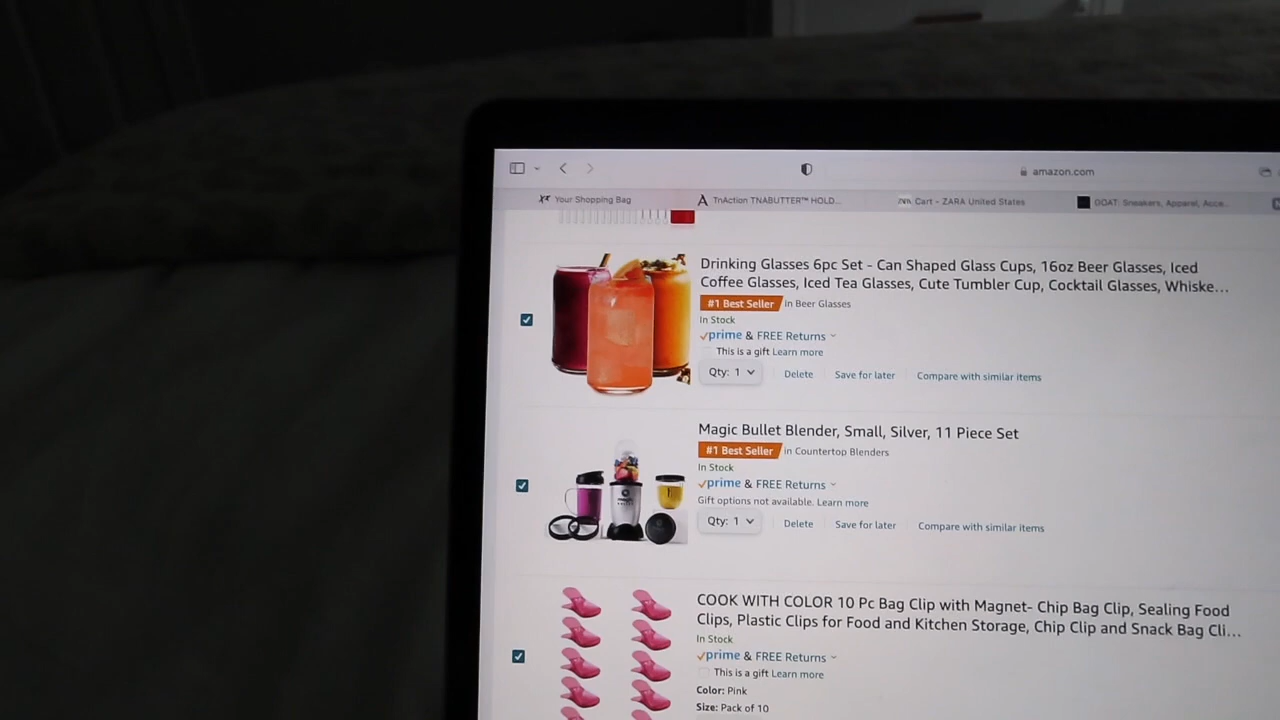 amazon.com
Your Shopping Bag
TnAction TNABUTTER™ HOLD...
Cart - ZARA United States
GOAT: Sneakers, Apparel, Acce...
Drinking Glasses 6pc Set - Can Shaped Glass Cups, 16oz Beer Glasses, Iced
Coffee Glasses, Iced Tea Glasses, Cute Tumbler Cup, Cocktail Glasses, Whiske...
#1 Best Seller in Beer Glasses
In Stock
prime & FREE Returns
This is a gift Learn more
Qty: 1 Delete Save for later Compare with similar items
Magic Bullet Blender, Small, Silver, 11 Piece Set
#1 Best Seller in Countertop Blenders
In Stock
prime & FREE Returns
Gift options not available. Learn more
Qty: 1 Delete Save for later Compare with similar items
COOK WITH COLOR 10 Pc Bag Clip with Magnet- Chip Bag Clip, Sealing Food
Clips, Plastic Clips for Food and Kitchen Storage, Chip Clip and Snack Bag Cli...
In Stock
prime & FREE Returns
This is a gift Learn more
Color: Pink
Size: Pack of 10